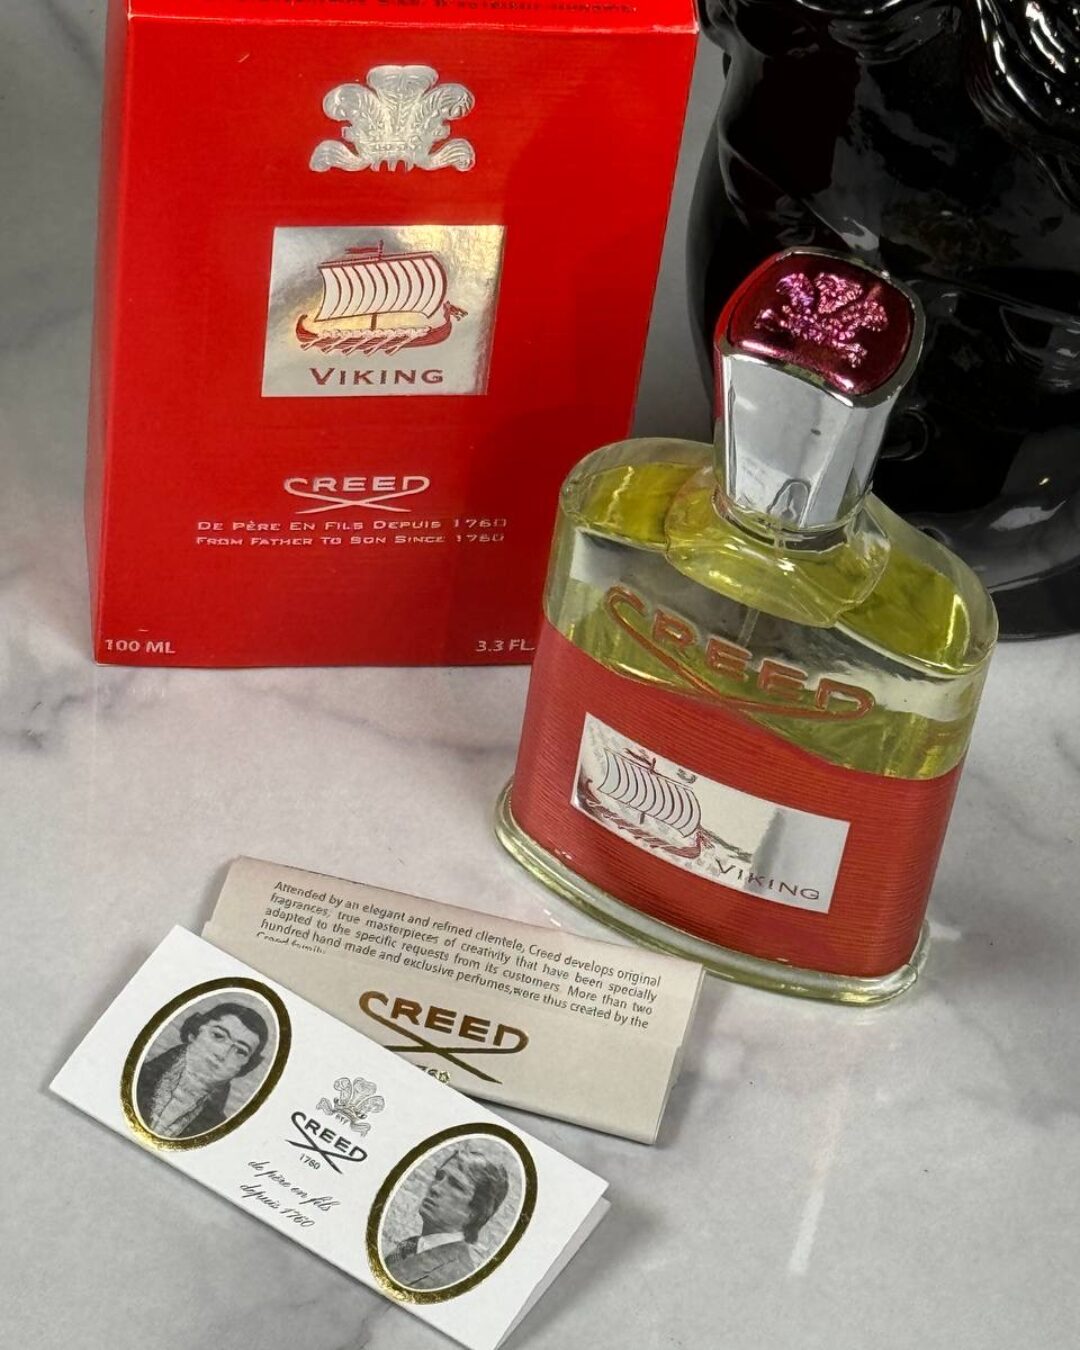 VIKING
CREED
DE PÈRE EN FILS DEPUIS 1760
FROM FATHER TO SON SINCE 1760
100 ML
3.3 FL.
CREED
VIKING
Attended by an elegant and refined clientele, Creed develops original
fragrances, true masterpieces of creativity that have been specially
adapted to the specific requests from its customers. More than two
hundred hand made and exclusive perfumes,were thus created by the
Creed family.
CREED
1760
CREED
1760
de père en fils
depuis 1760